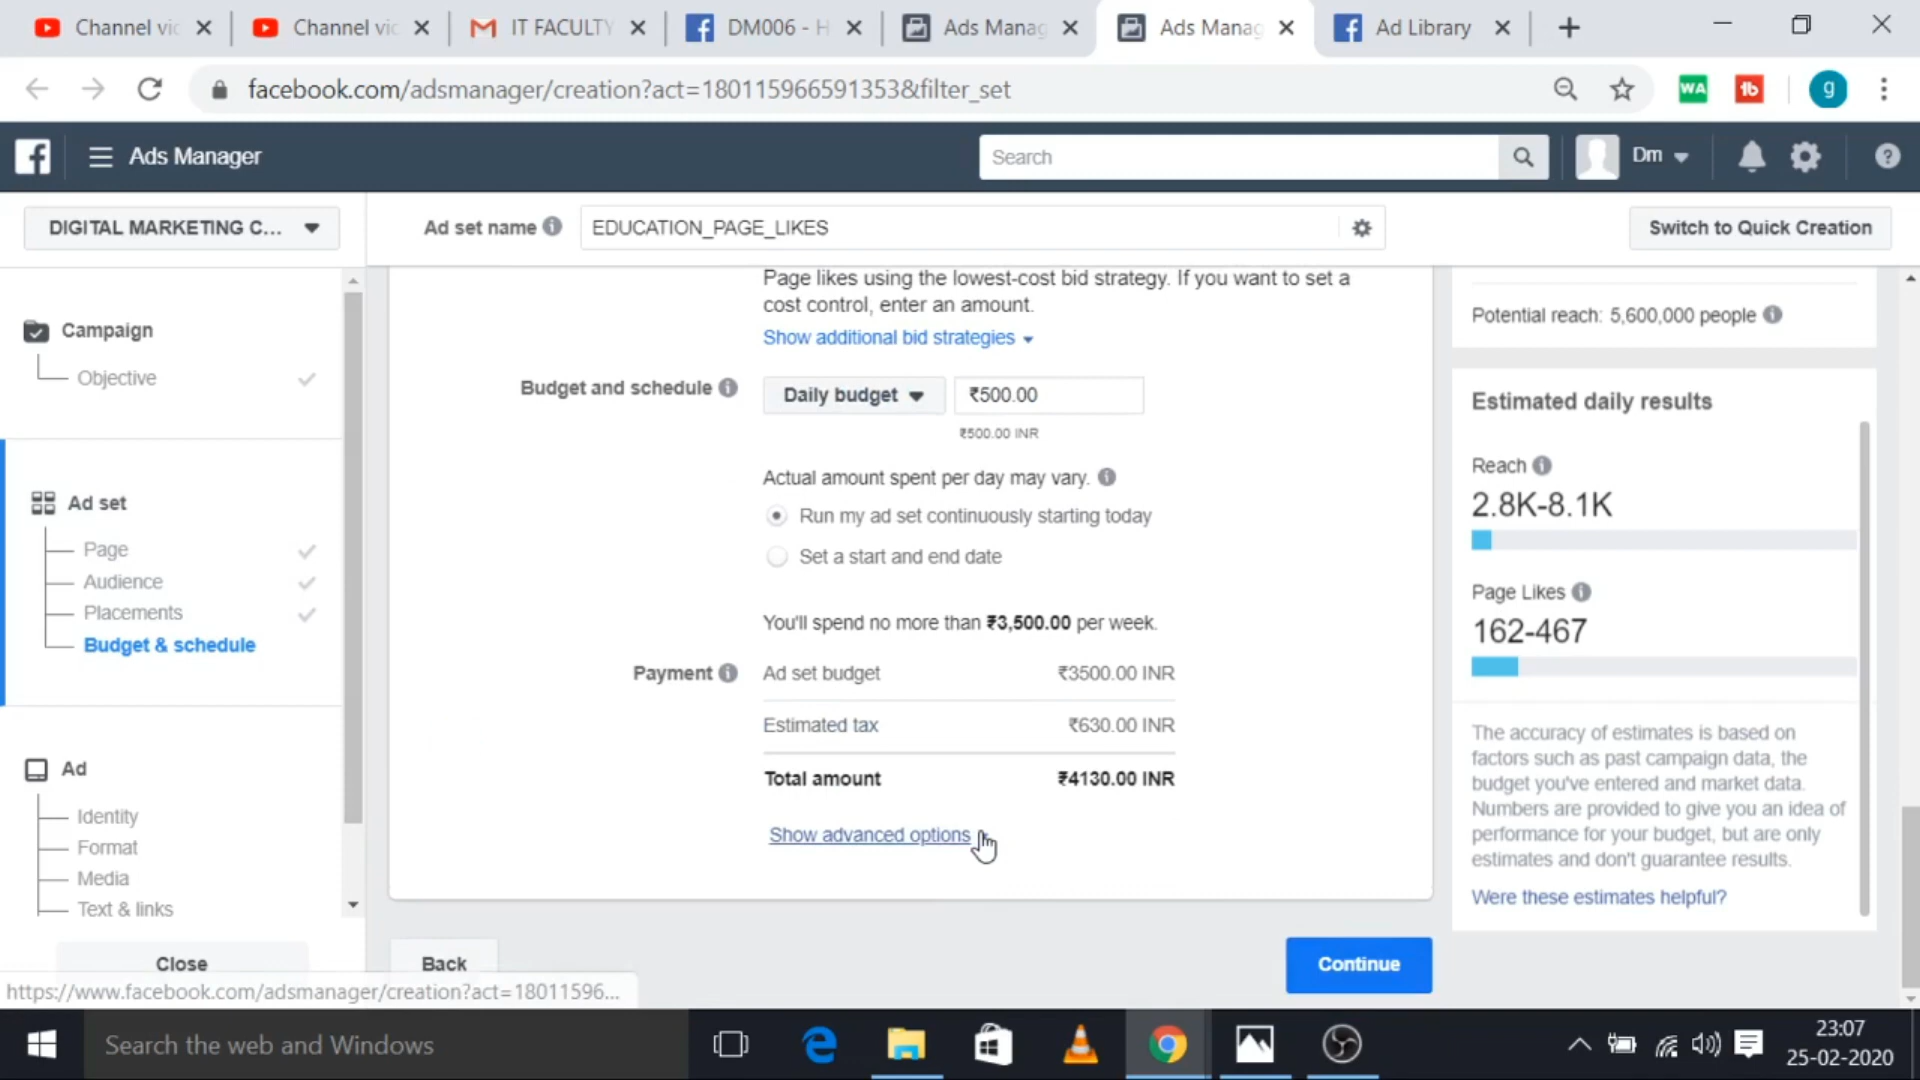 Channel vic
Channel vic
IT FACULTY
DM006 - H
Ads Manag
Ads Manag
Ad Library
facebook.com/adsmanager/creation?act=180115966591353&filter_set
WA
tb
g
Ads Manager
Search
Dm
DIGITAL MARKETING C...
Ad set name
EDUCATION_PAGE_LIKES
Switch to Quick Creation
Campaign
Objective
Ad set
Page
Audience
Placements
Budget & schedule
Ad
Identity
Format
Media
Text & links
Close
Page likes using the lowest-cost bid strategy. If you want to set a
cost control, enter an amount.
Show additional bid strategies
Budget and schedule
Daily budget
₹500.00
₹500.00 INR
Actual amount spent per day may vary.
Run my ad set continuously starting today
Set a start and end date
You'll spend no more than ₹3,500.00 per week.
Payment
Ad set budget ₹3500.00 INR
Estimated tax ₹630.00 INR
Total amount ₹4130.00 INR
Show advanced options
Back
Continue
Potential reach: 5,600,000 people
Estimated daily results
Reach
2.8K-8.1K
Page Likes
162-467
The accuracy of estimates is based on
factors such as past campaign data, the
budget you've entered and market data.
Numbers are provided to give you an idea of
performance for your budget, but are only
estimates and don't guarantee results.
Were these estimates helpful?
https://www.facebook.com/adsmanager/creation?act=18011596...
Search the web and Windows
23:07
25-02-2020